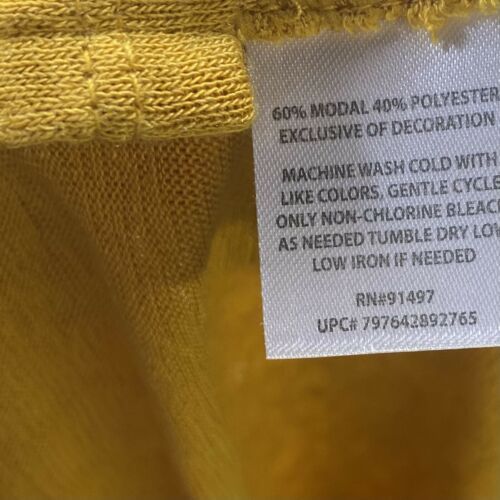 60% MODAL 40% POLYESTER
EXCLUSIVE OF DECORATION
MACHINE WASH COLD WITH
LIKE COLORS, GENTLE CYCLE
ONLY NON-CHLORINE BLEACH
AS NEEDED TUMBLE DRY LOW
LOW IRON IF NEEDED
RN#91497
UPC# 797642892765